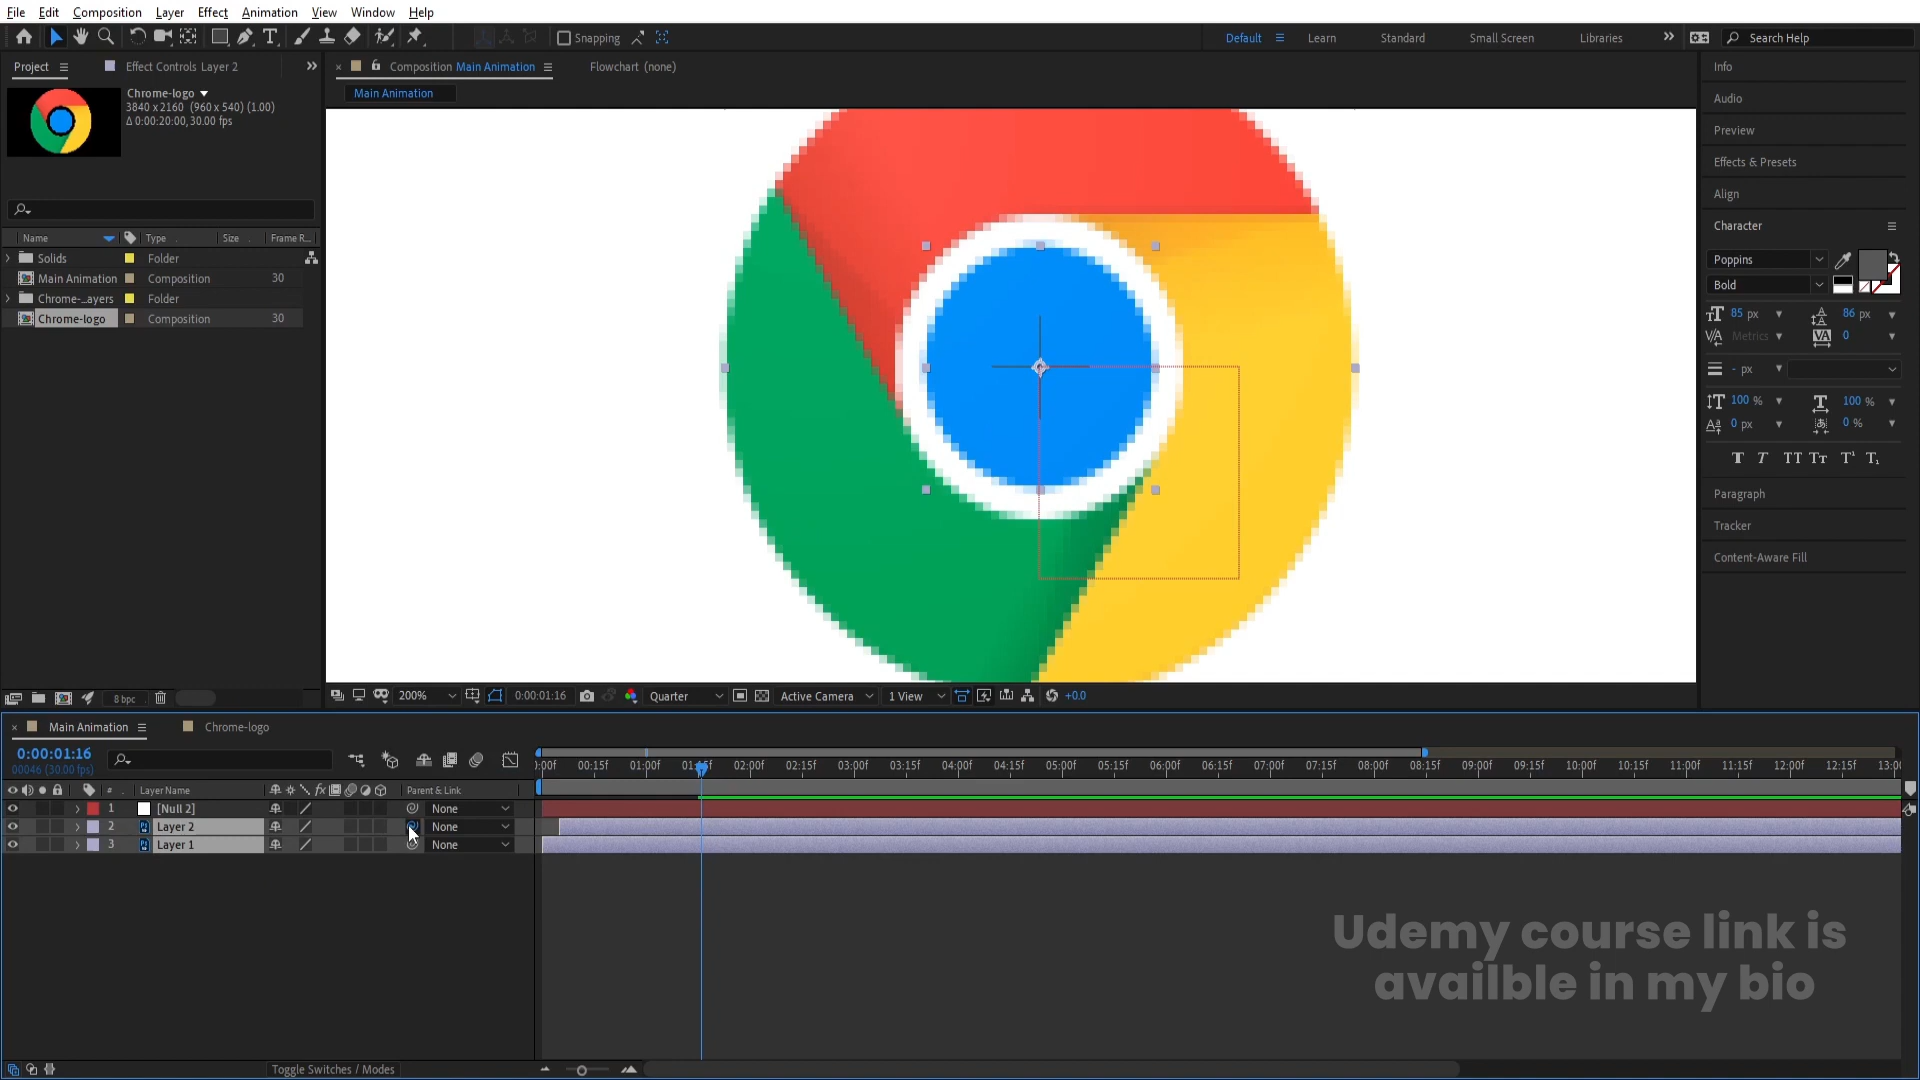 File Edit Composition Layer Effect Animation View Window Help
Snapping
Default Learn Standard Small Screen Libraries Search Help
Project Effect Controls Layer 2
Composition Main Animation Flowchart (none)
Main Animation
Chrome-logo
3840 x 2160 (960 x 540) (1.00)
Δ 0:00:20:00, 30.00 fps
Name Type Size Frame R...
Solids Folder
Main Animation Composition 30
Chrome-...ayers Folder
Chrome-logo Composition 30
8 bpc
200% 0:00:01:16 Quarter Active Camera 1 View +0.0
Info
Audio
Preview
Effects & Presets
Align
Character
Poppins
Bold
85 px 86 px
Metrics 0
- px
100 % 100 %
0 px 0 %
T T TT Tт T¹ T₁
Paragraph
Tracker
Content-Aware Fill
Main Animation Chrome-logo
0:00:01:16
00046 (30.00 fps)
:00f 00:15f 01:00f 02:00f 02:15f 03:00f 03:15f 04:00f 04:15f 05:00f 05:15f 06:00f 06:15f 07:00f 07:15f 08:00f 08:15f 09:00f 09:15f 10:00f 10:15f 11:00f 11:15f 12:00f 12:15f 13:0
# Layer Name fx Parent & Link
1 [Null 2] None
2 Layer 2 None
3 Layer 1 None
Udemy course link is
availble in my bio
Toggle Switches / Modes